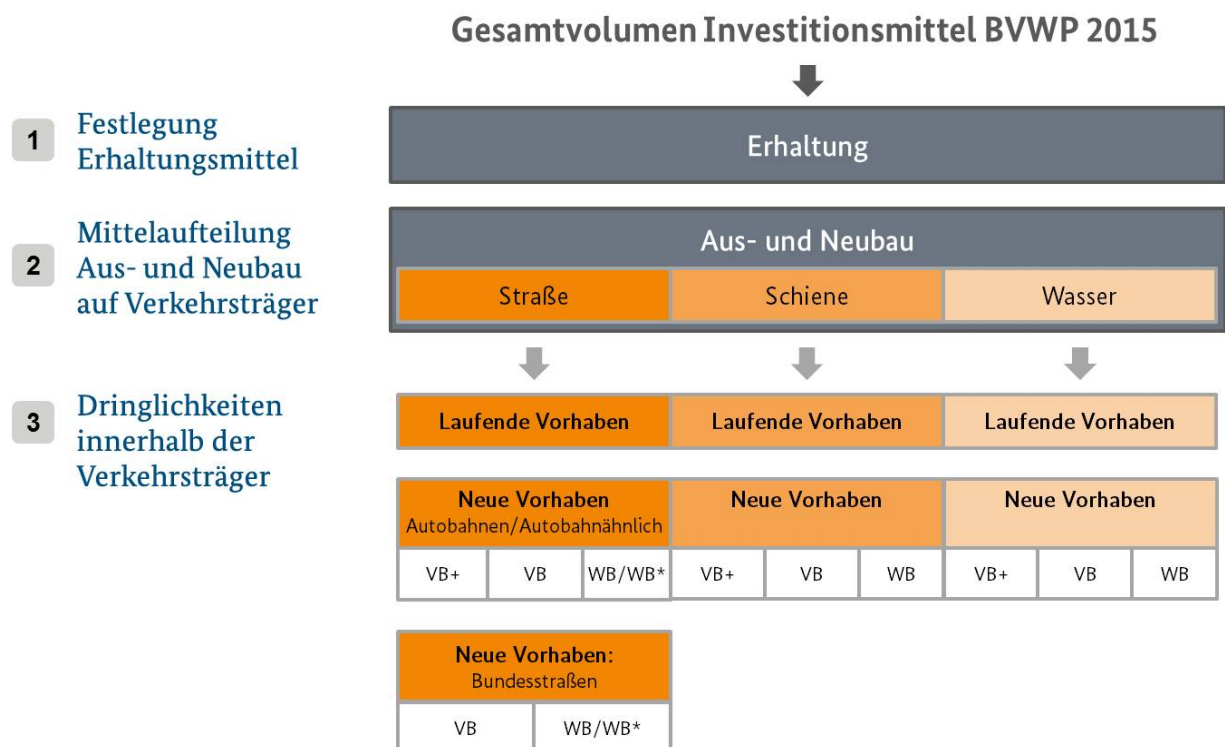 Gesamtvolumen Investitionsmittel BVWP 2015
1
Festlegung
Erhaltungsmittel
Erhaltung
2
Mittelaufteilung
Aus- und Neubau
auf Verkehrsträger
Aus- und Neubau
Straße
Schiene
Wasser
3
Dringlichkeiten
innerhalb der
Verkehrsträger
Laufende Vorhaben
Laufende Vorhaben
Laufende Vorhaben
Neue Vorhaben
Autobahnen/Autobahnähnlich
Neue Vorhaben
Neue Vorhaben
VB+
VB
WB/WB*
VB+
VB
WB
VB+
VB
WB
Neue Vorhaben:
Bundesstraßen
VB
WB/WB*